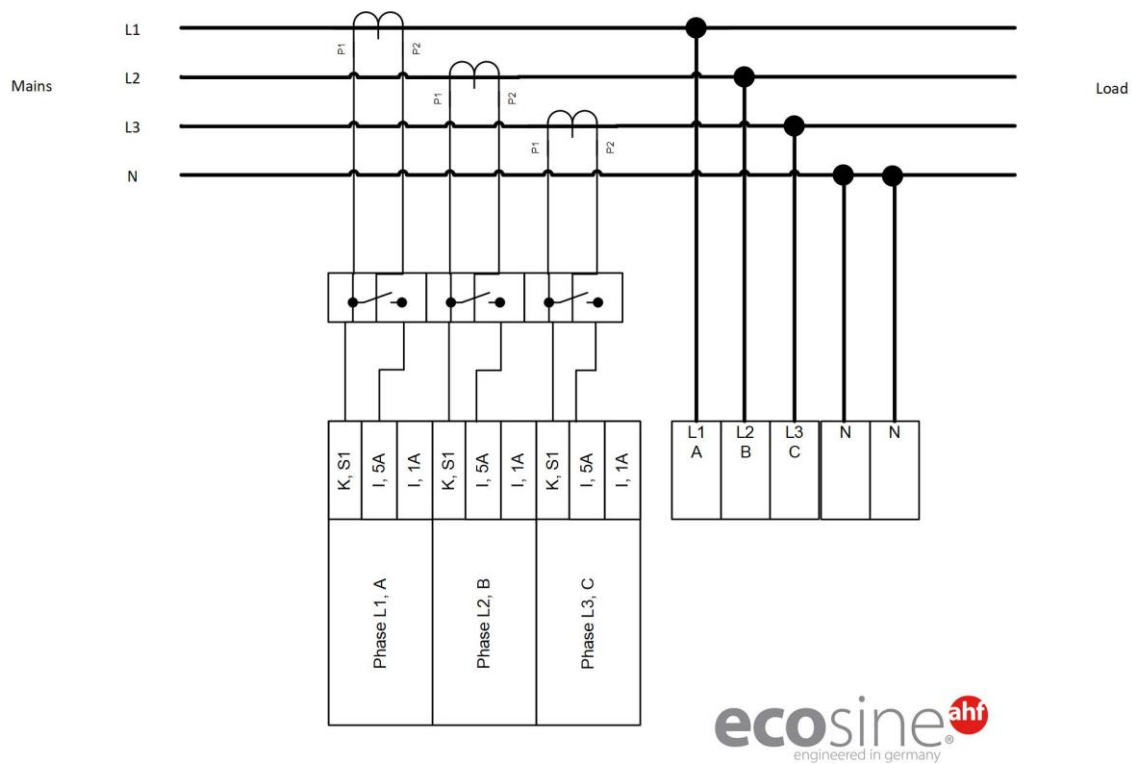 L1
P1
P2
Mains
L2
P1
P2
Load
L3
P1
P2
N
K, S1
I, 5A
I, 1A
K, S1
I, 5A
I, 1A
K, S1
I, 5A
I, 1A
L1
A
L2
B
L3
C
N
N
Phase L1, A
Phase L2, B
Phase L3, C
ecosine ahf
®
engineered in germany